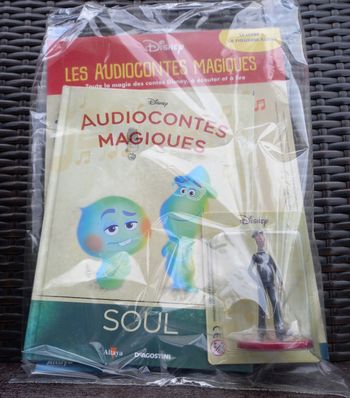 Disney
LES AUDIOCONTES MAGIQUES
Toute la magie des contes Disney, à écouter et à lire
Disney
AUDIOCONTES
MAGIQUES
Disney
SOUL
Altaya
DeAGOSTINI